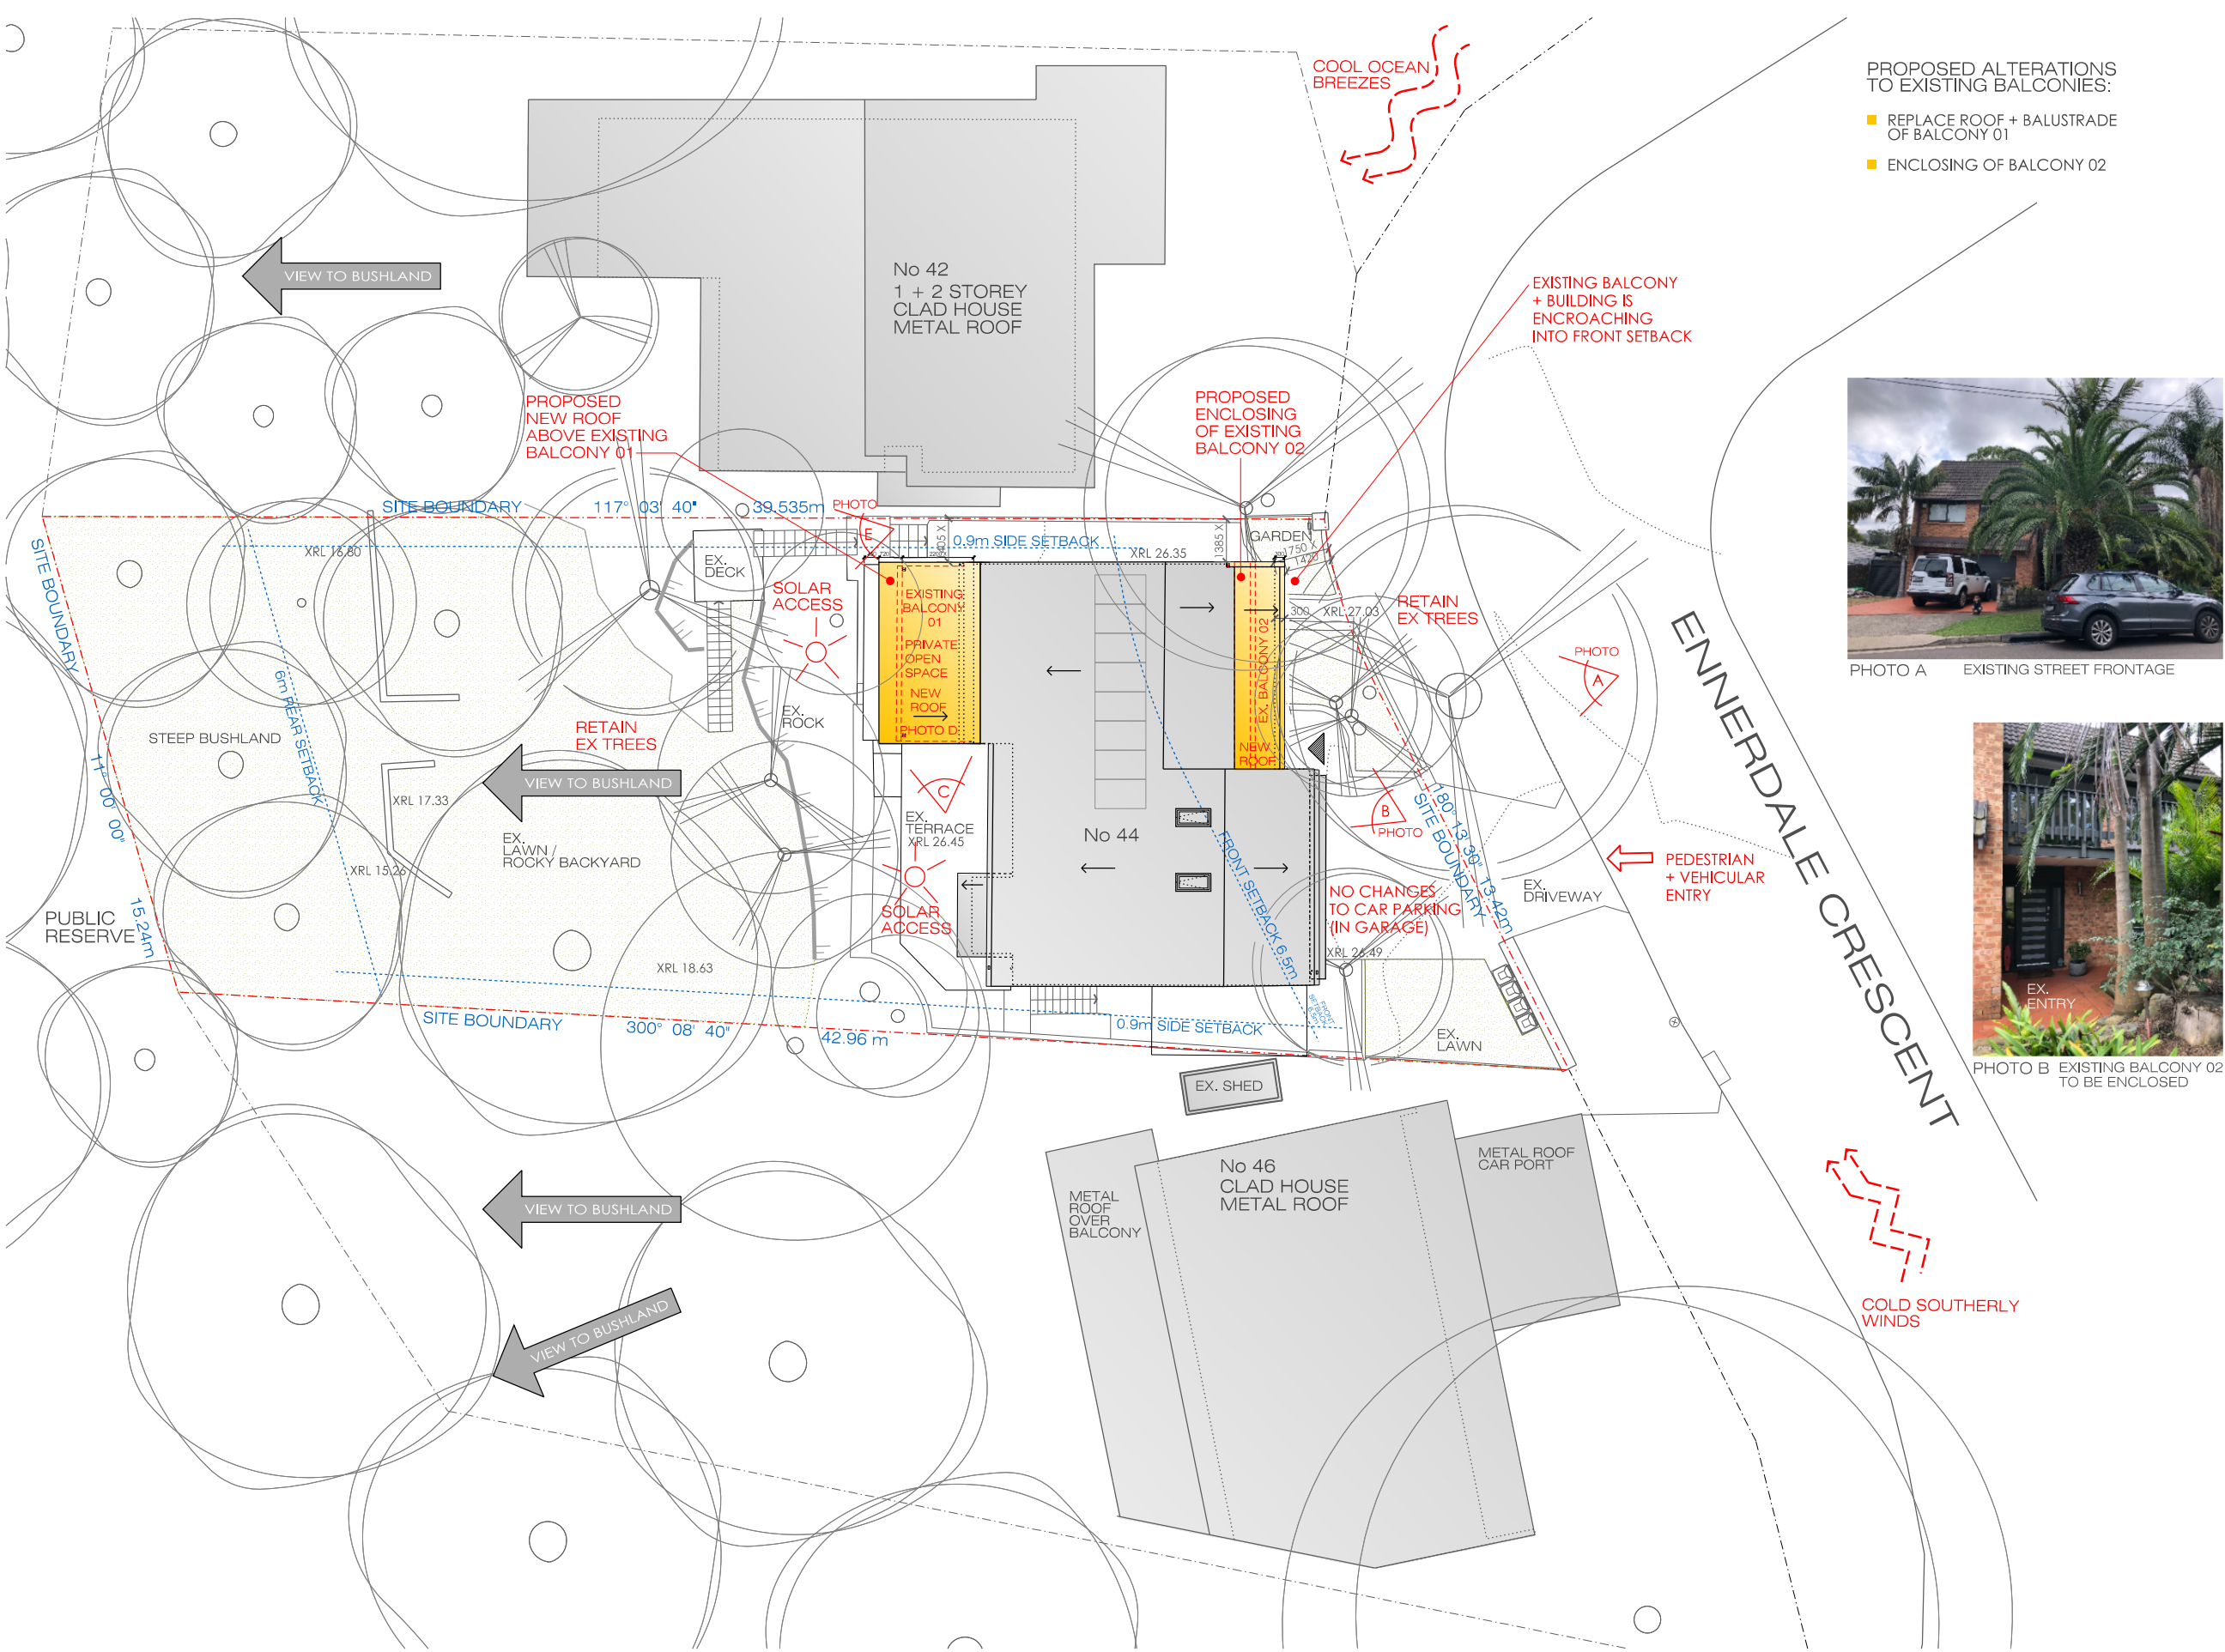 COOL OCEAN
BREEZES
PROPOSED ALTERATIONS
TO EXISTING BALCONIES:
REPLACE ROOF + BALUSTRADE
OF BALCONY 01
ENCLOSING OF BALCONY 02
VIEW TO BUSHLAND
No 42
1 + 2 STOREY
CLAD HOUSE
METAL ROOF
EXISTING BALCONY
+ BUILDING IS
ENCROACHING
INTO FRONT SETBACK
PROPOSED
NEW ROOF
ABOVE EXISTING
BALCONY 01
PROPOSED
ENCLOSING
OF EXISTING
BALCONY 02
SITE BOUNDARY
117° 03' 40"
39.535m
PHOTO
E
0.9m SIDE SETBACK
XRL 26.35
1385 X
GARDEN
1750
1420
XRL 16.80
EX.
DECK
SOLAR
ACCESS
EXISTING
BALCONY
01
PRIVATE
OPEN
SPACE
NEW
ROOF
PHOTO D
EX. BALCONY 02
NEW
ROOF
300
XRL 27.03
RETAIN
EX TREES
PHOTO
A
PHOTO A
EXISTING STREET FRONTAGE
ENNERDALE CRESCENT
SITE BOUNDARY
11° 00' 00"
15.24m
6m REAR SETBACK
STEEP BUSHLAND
RETAIN
EX TREES
EX.
ROCK
VIEW TO BUSHLAND
XRL 17.33
EX.
LAWN /
ROCKY BACKYARD
XRL 15.26
C
EX.
TERRACE
XRL 26.45
No 44
FRONT SETBACK 6.5m
B
PHOTO
180° 13' 30" 13.42m
SITE BOUNDARY
PEDESTRIAN
+ VEHICULAR
ENTRY
EX.
DRIVEWAY
NO CHANGES
TO CAR PARKING
(IN GARAGE)
XRL 26.49
SOLAR
ACCESS
PUBLIC
RESERVE
XRL 18.63
SITE BOUNDARY
300° 08' 40"
42.96 m
0.9m SIDE SETBACK
FRONT
SETBACK
6.5m
EX.
LAWN
EX.
ENTRY
PHOTO B
EXISTING BALCONY 02
TO BE ENCLOSED
EX. SHED
No 46
CLAD HOUSE
METAL ROOF
METAL ROOF
CAR PORT
METAL
ROOF
OVER
BALCONY
VIEW TO BUSHLAND
VIEW TO BUSHLAND
COLD SOUTHERLY
WINDS